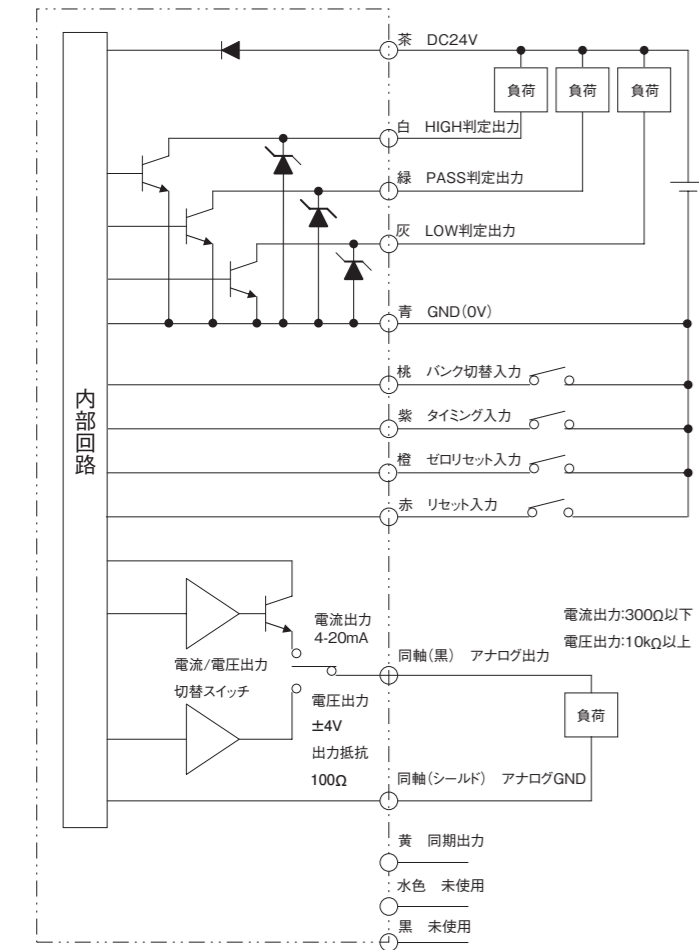 茶 DC24V
負荷 負荷 負荷
白 HIGH判定出力
緑 PASS判定出力
灰 LOW判定出力
青 GND(0V)
桃 バンク切替入力
紫 タイミング入力
橙 ゼロリセット入力
赤 リセット入力
内部回路
電流出力
4-20mA
電流/電圧出力
切替スイッチ
電圧出力
±4V
出力抵抗
100Ω
電流出力:300Ω以下
電圧出力:10kΩ以上
同軸(黒) アナログ出力
負荷
同軸(シールド) アナログGND
黄 同期出力
水色 未使用
黒 未使用